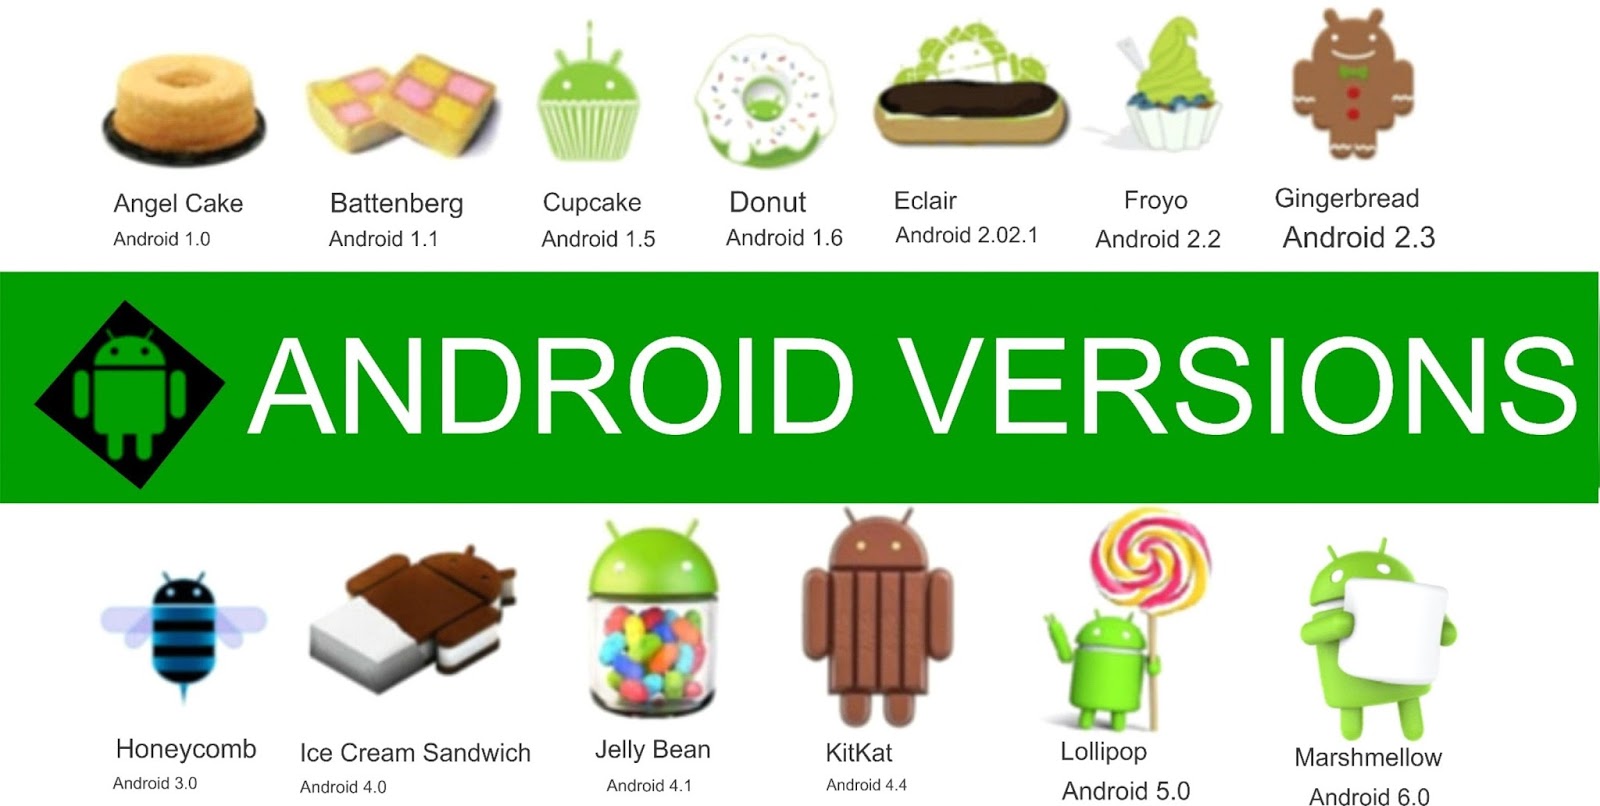 Angel Cake
Android 1.0
Battenberg
Android 1.1
Cupcake
Android 1.5
Donut
Android 1.6
Eclair
Android 2.02.1
Froyo
Android 2.2
Gingerbread
Android 2.3
ANDROID VERSIONS
Honeycomb
Android 3.0
Ice Cream Sandwich
Android 4.0
Jelly Bean
Android 4.1
KitKat
Android 4.4
Lollipop
Android 5.0
Marshmellow
Android 6.0